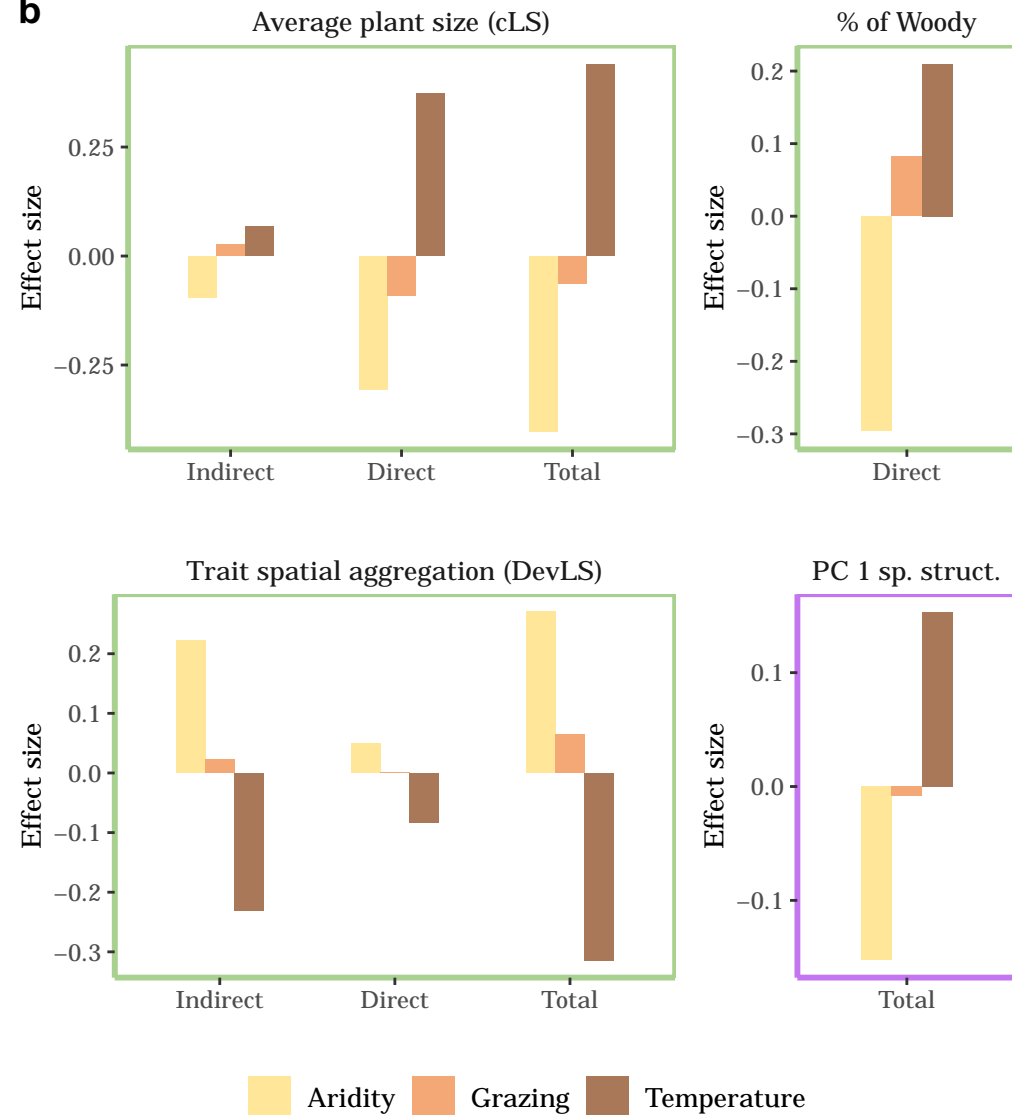 b
Average plant size (cLS)
Effect size
0.25
0.00
−0.25
Indirect Direct Total
% of Woody
Effect size
0.2
0.1
0.0
−0.1
−0.2
−0.3
Direct
Trait spatial aggregation (DevLS)
Effect size
0.2
0.1
0.0
−0.1
−0.2
−0.3
Indirect Direct Total
PC 1 sp. struct.
Effect size
0.1
0.0
−0.1
Total
Aridity Grazing Temperature